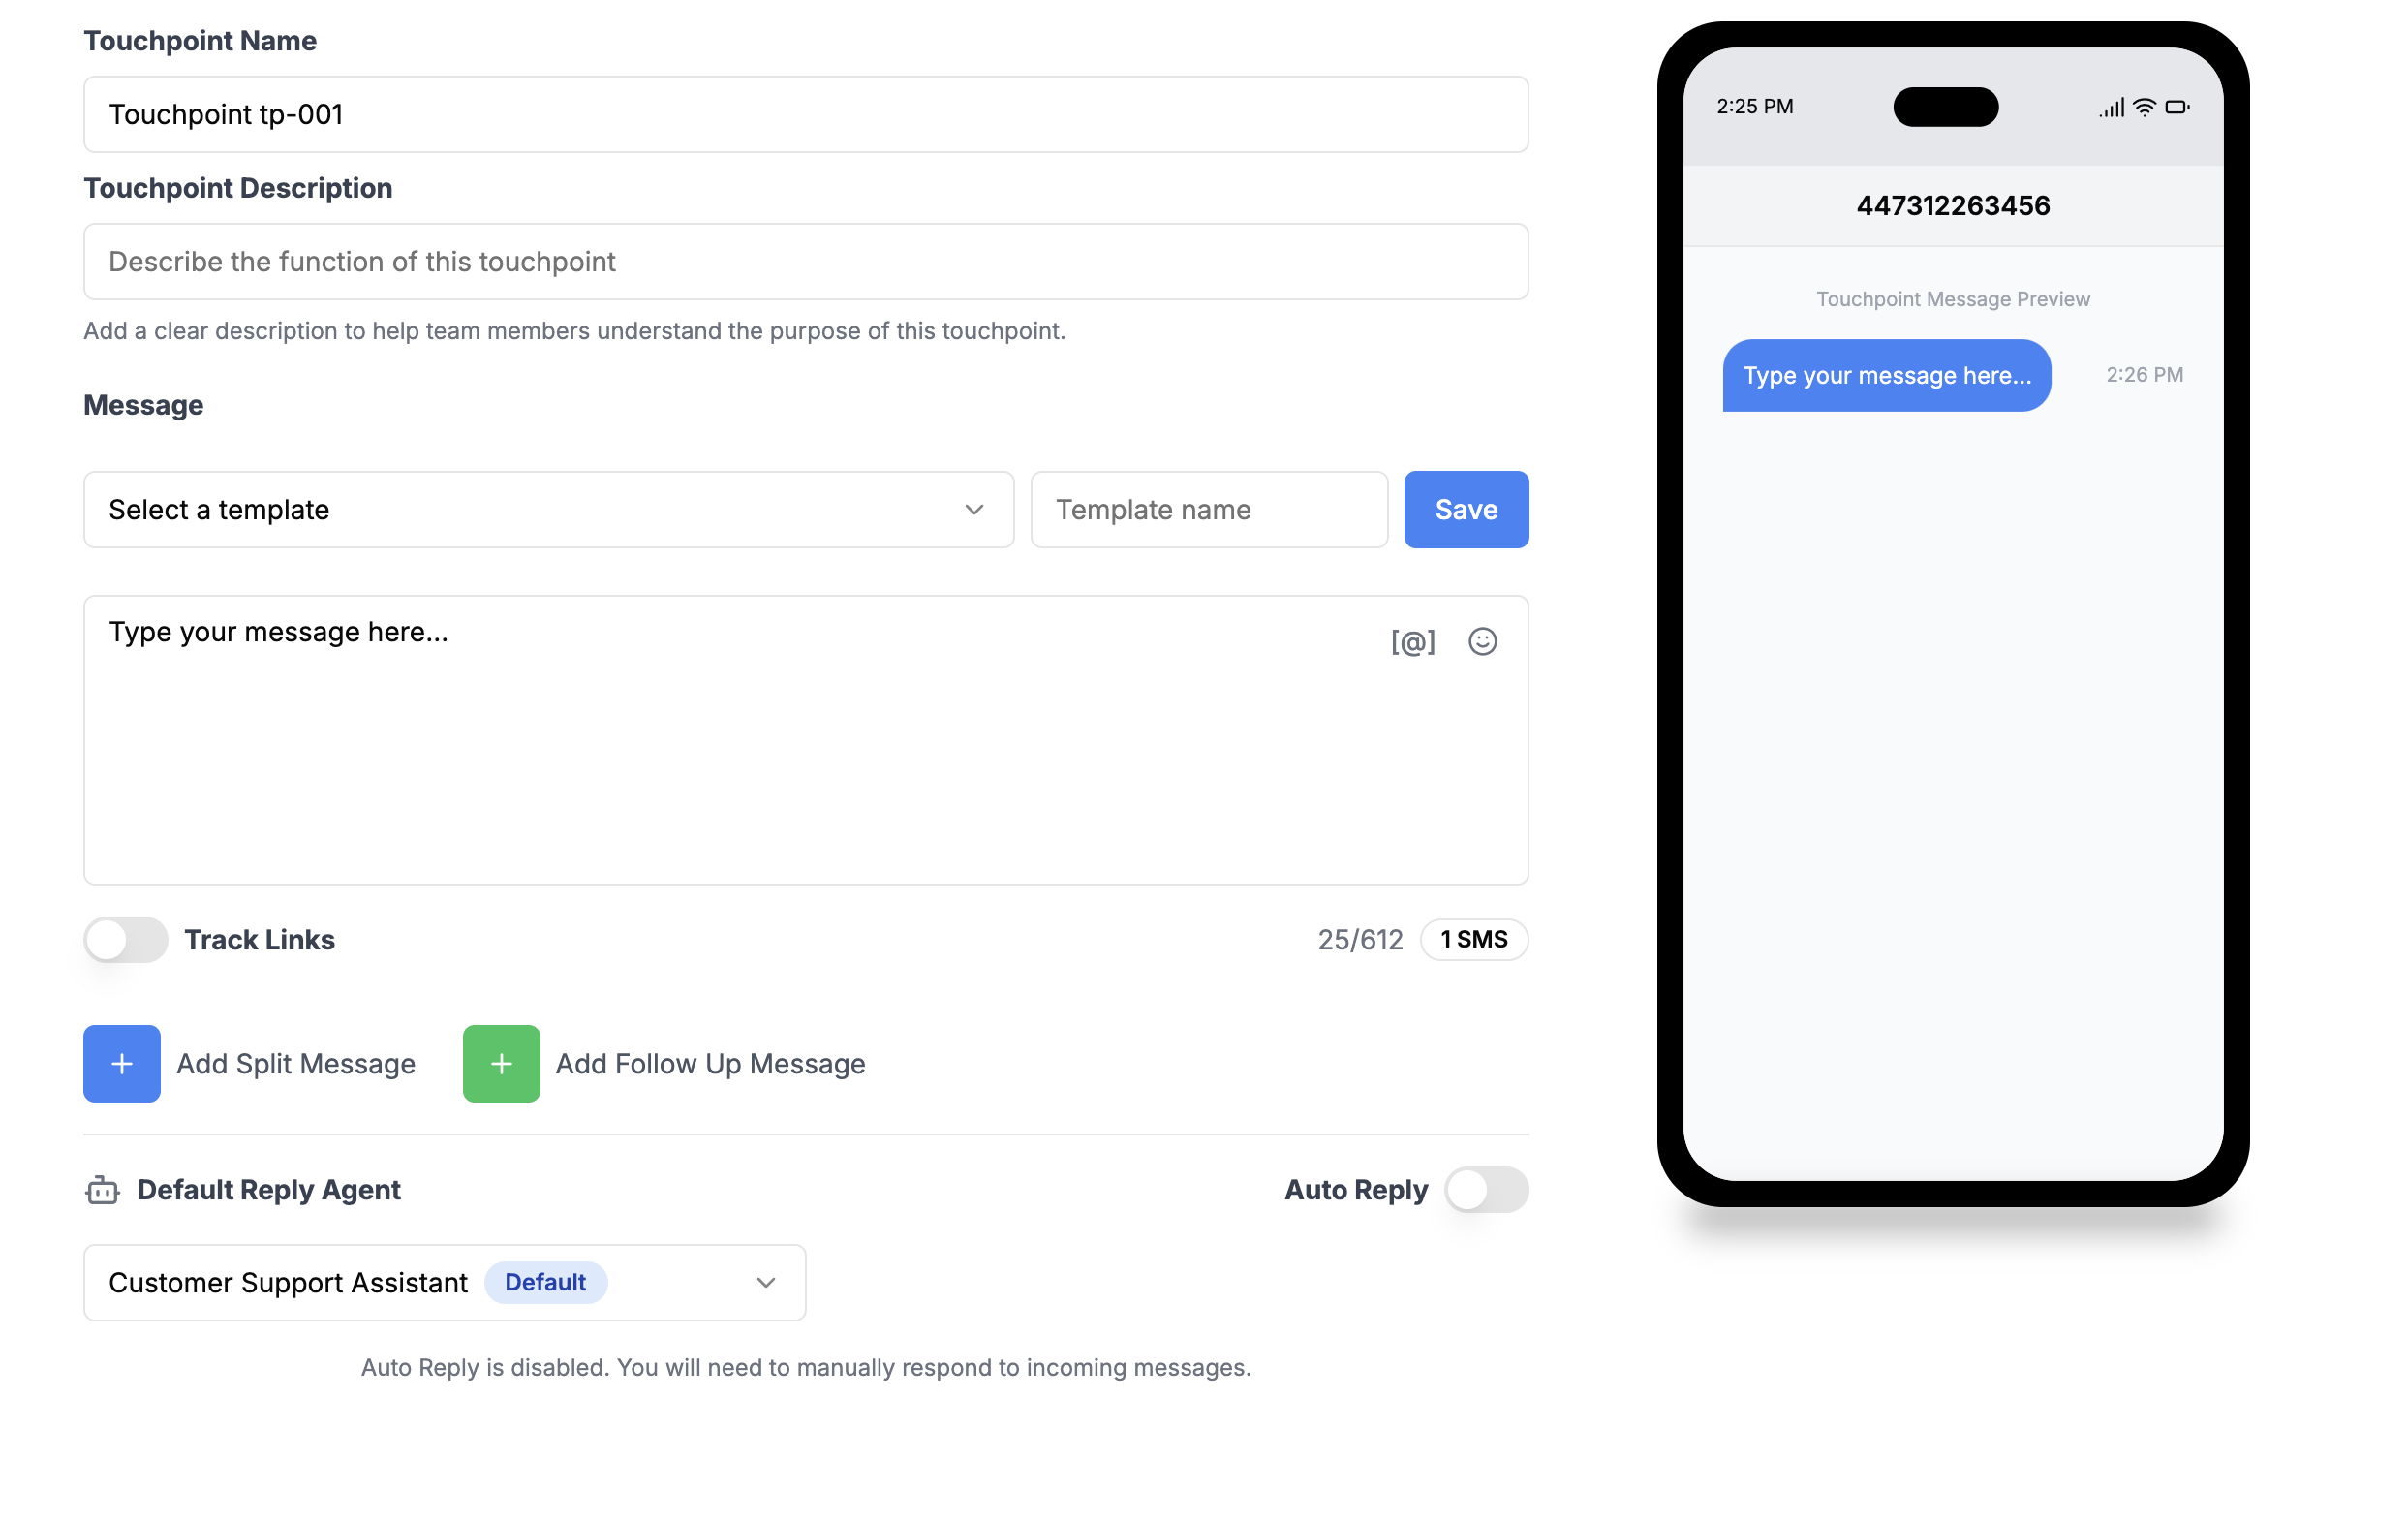 Touchpoint Name
Touchpoint tp-001
Touchpoint Description
Describe the function of this touchpoint
Add a clear description to help team members understand the purpose of this touchpoint.
Message
Select a template
Template name
Save
Type your message here...
[@]
Track Links
25/612
1 SMS
Add Split Message
Add Follow Up Message
Default Reply Agent
Auto Reply
Customer Support Assistant
Default
Auto Reply is disabled. You will need to manually respond to incoming messages.
2:25 PM
447312263456
Touchpoint Message Preview
Type your message here...
2:26 PM